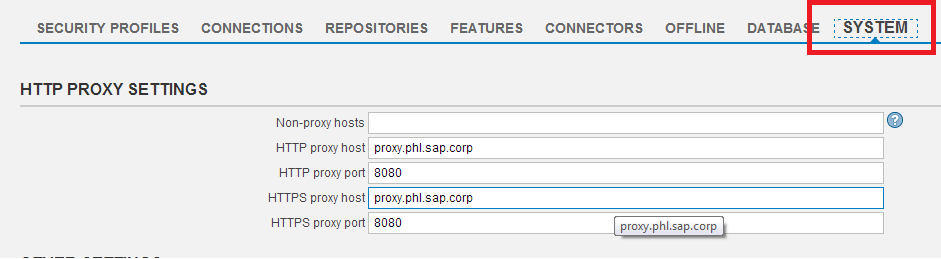 SECURITY PROFILES CONNECTIONS REPOSITORIES FEATURES CONNECTORS OFFLINE DATABASE SYSTEM
HTTP PROXY SETTINGS
Non-proxy hosts ?
HTTP proxy host proxy.phl.sap.corp
HTTP proxy port 8080
HTTPS proxy host proxy.phl.sap.corp
HTTPS proxy port 8080
proxy.phl.sap.corp